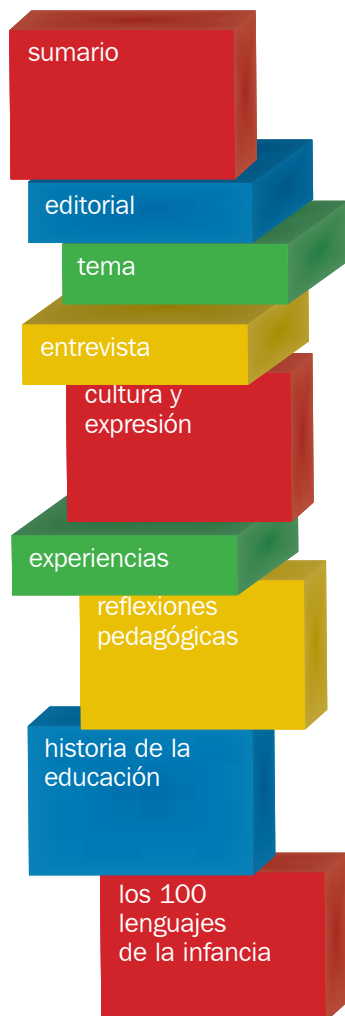 sumario
editorial
tema
entrevista
cultura y
expresión
experiencias
reflexiones
pedagógicas
historia de la
educación
los 100
lenguajes
de la infancia